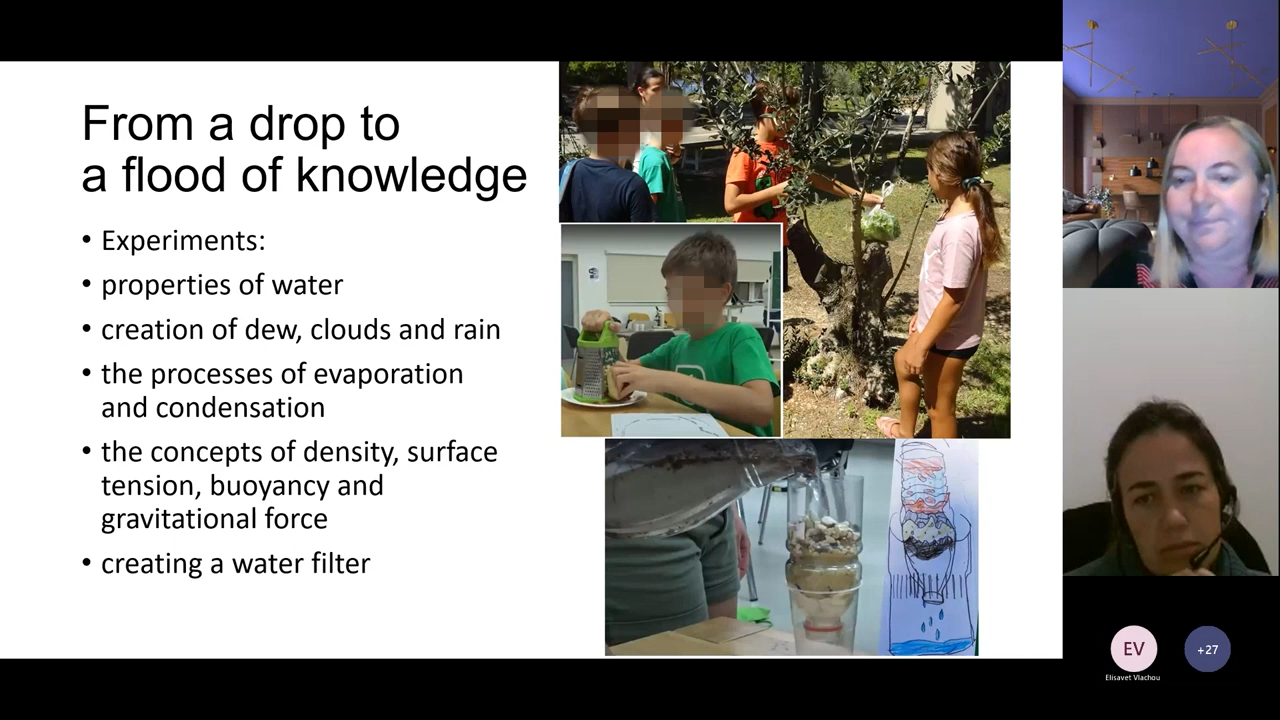 From a drop to
a flood of knowledge
• Experiments:
• properties of water
• creation of dew, clouds and rain
• the processes of evaporation
and condensation
• the concepts of density, surface
tension, buoyancy and
gravitational force
• creating a water filter
EV
+27
Elisavet Vlachou